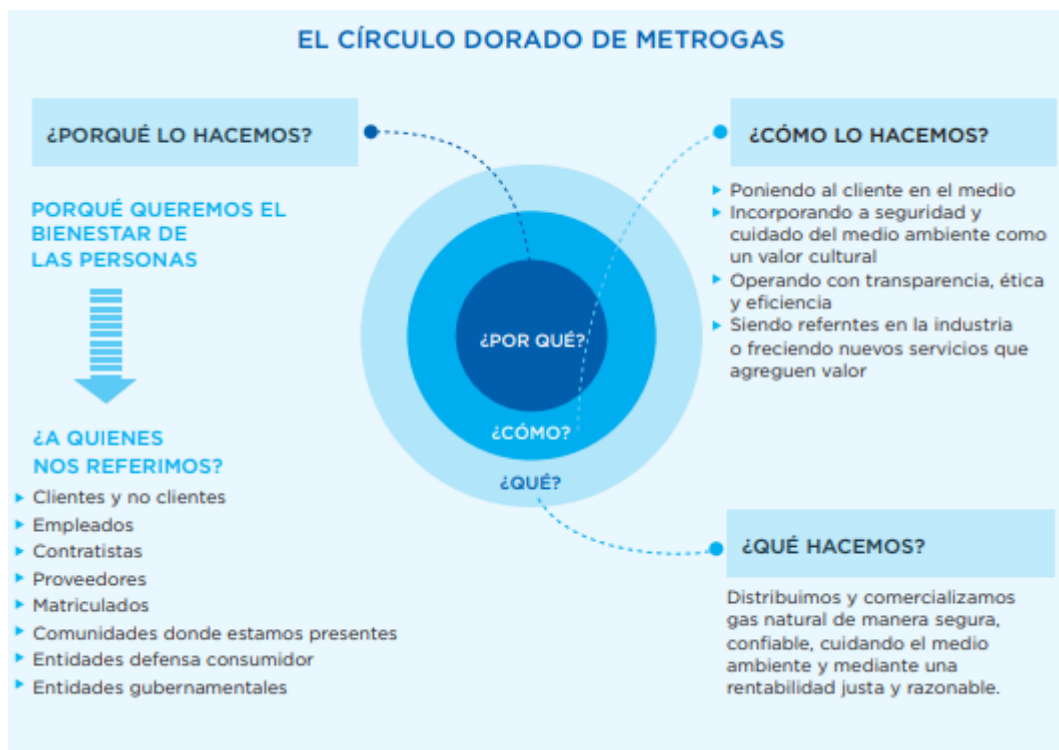 EL CÍRCULO DORADO DE METROGAS
¿PORQUÉ LO HACEMOS?
PORQUÉ QUEREMOS EL
BIENESTAR DE
LAS PERSONAS
¿A QUIENES
NOS REFERIMOS?
Clientes y no clientes
Empleados
Contratistas
Proveedores
Matriculados
Comunidades donde estamos presentes
Entidades defensa consumidor
Entidades gubernamentales
¿POR QUÉ?
¿CÓMO?
¿QUÉ?
¿CÓMO LO HACEMOS?
Poniendo al cliente en el medio
Incorporando a seguridad y
cuidado del medio ambiente como
un valor cultural
Operando con transparencia, ética
y eficiencia
Siendo referntes en la industria
o freciendo nuevos servicios que
agreguen valor
¿QUÉ HACEMOS?
Distribuimos y comercializamos
gas natural de manera segura,
confiable, cuidando el medio
ambiente y mediante una
rentabilidad justa y razonable.